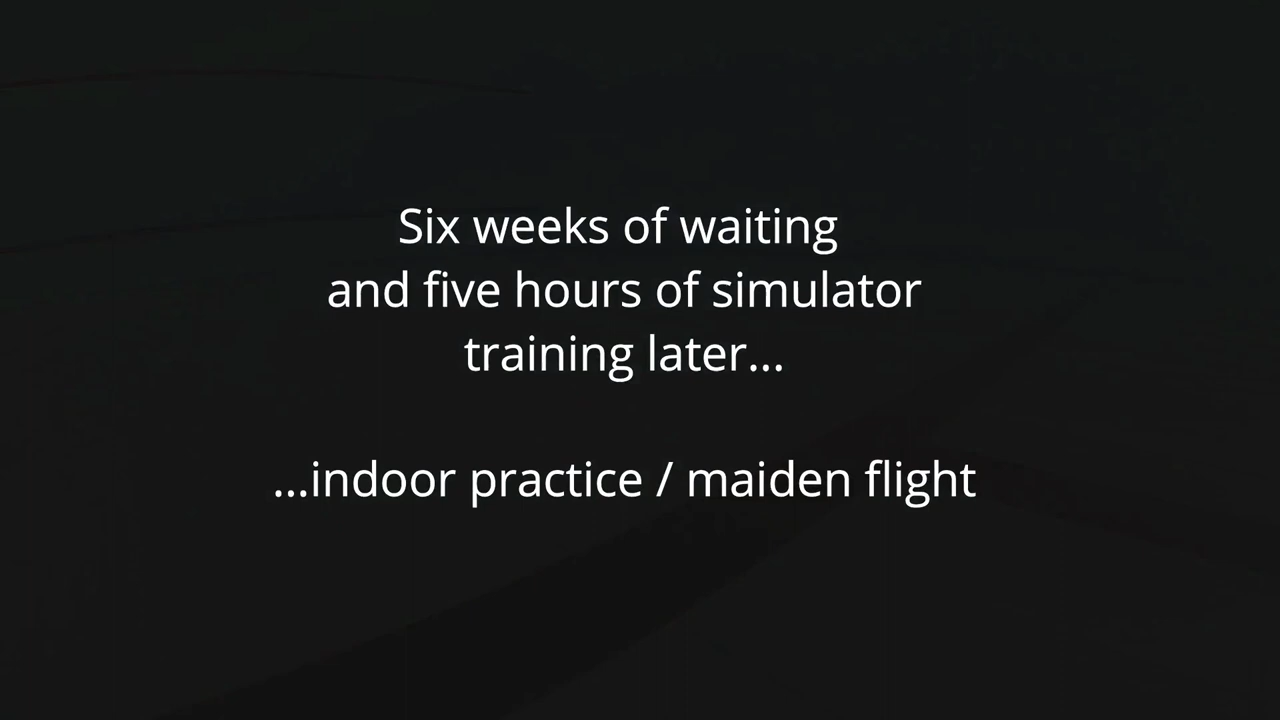 Six weeks of waiting
and five hours of simulator
training later...
...indoor practice / maiden flight